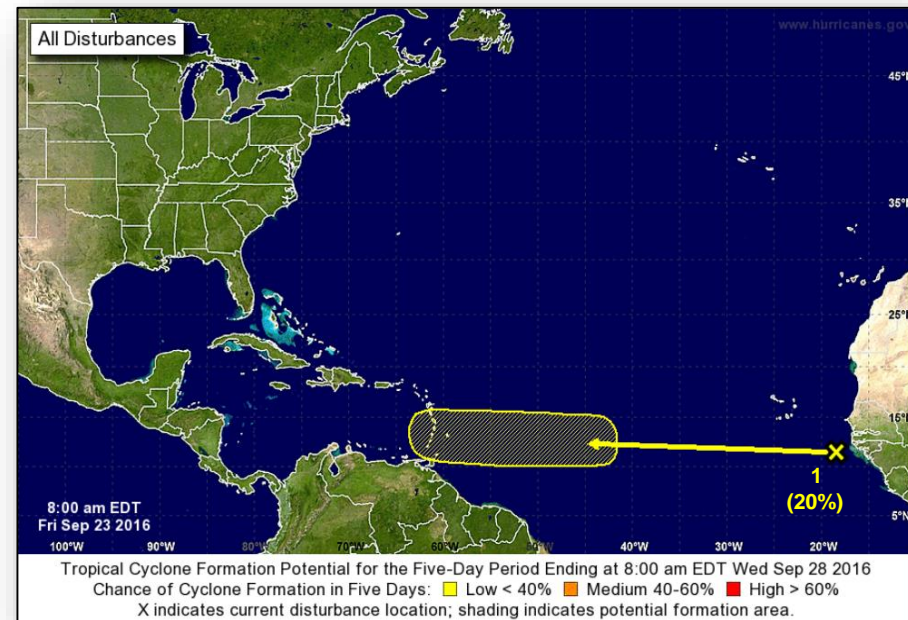 All Disturbances
www.hurricanes.gov
45°
35°
25°
15°
1
(20%)
8:00 am EDT
Fri Sep 23 2016
5°N
100°W 90°W 80°W 70°W 60°W 50°W 40°W 30°W 20°W
Tropical Cyclone Formation Potential for the Five-Day Period Ending at 8:00 am EDT Wed Sep 28 2016
Chance of Cyclone Formation in Five Days: Low < 40% Medium 40-60% High > 60%
X indicates current disturbance location; shading indicates potential formation area.